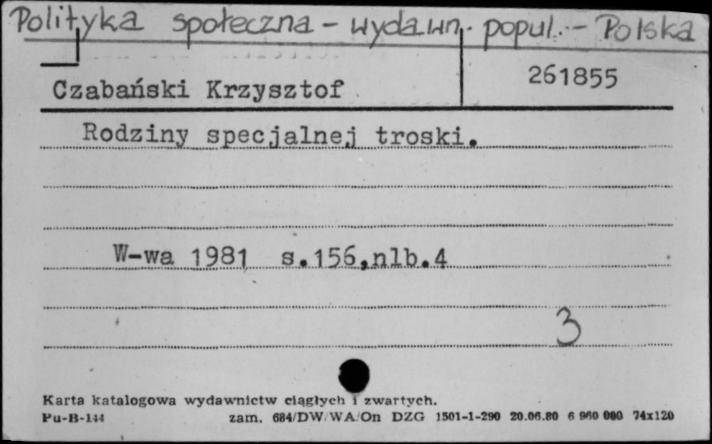 Polityka społeczna - wydawn. popul. - Polska
Czabański Krzysztof
261855
Rodziny specjalnej troski.
W-wa 1981 s.156,nlb.4
3
Karta katalogowa wydawnictw ciągłych i zwartych.
Pu-B-144 zam. 684/DW/WA/On DZG 1501-1-290 20.06.80 6 960 000 74x120